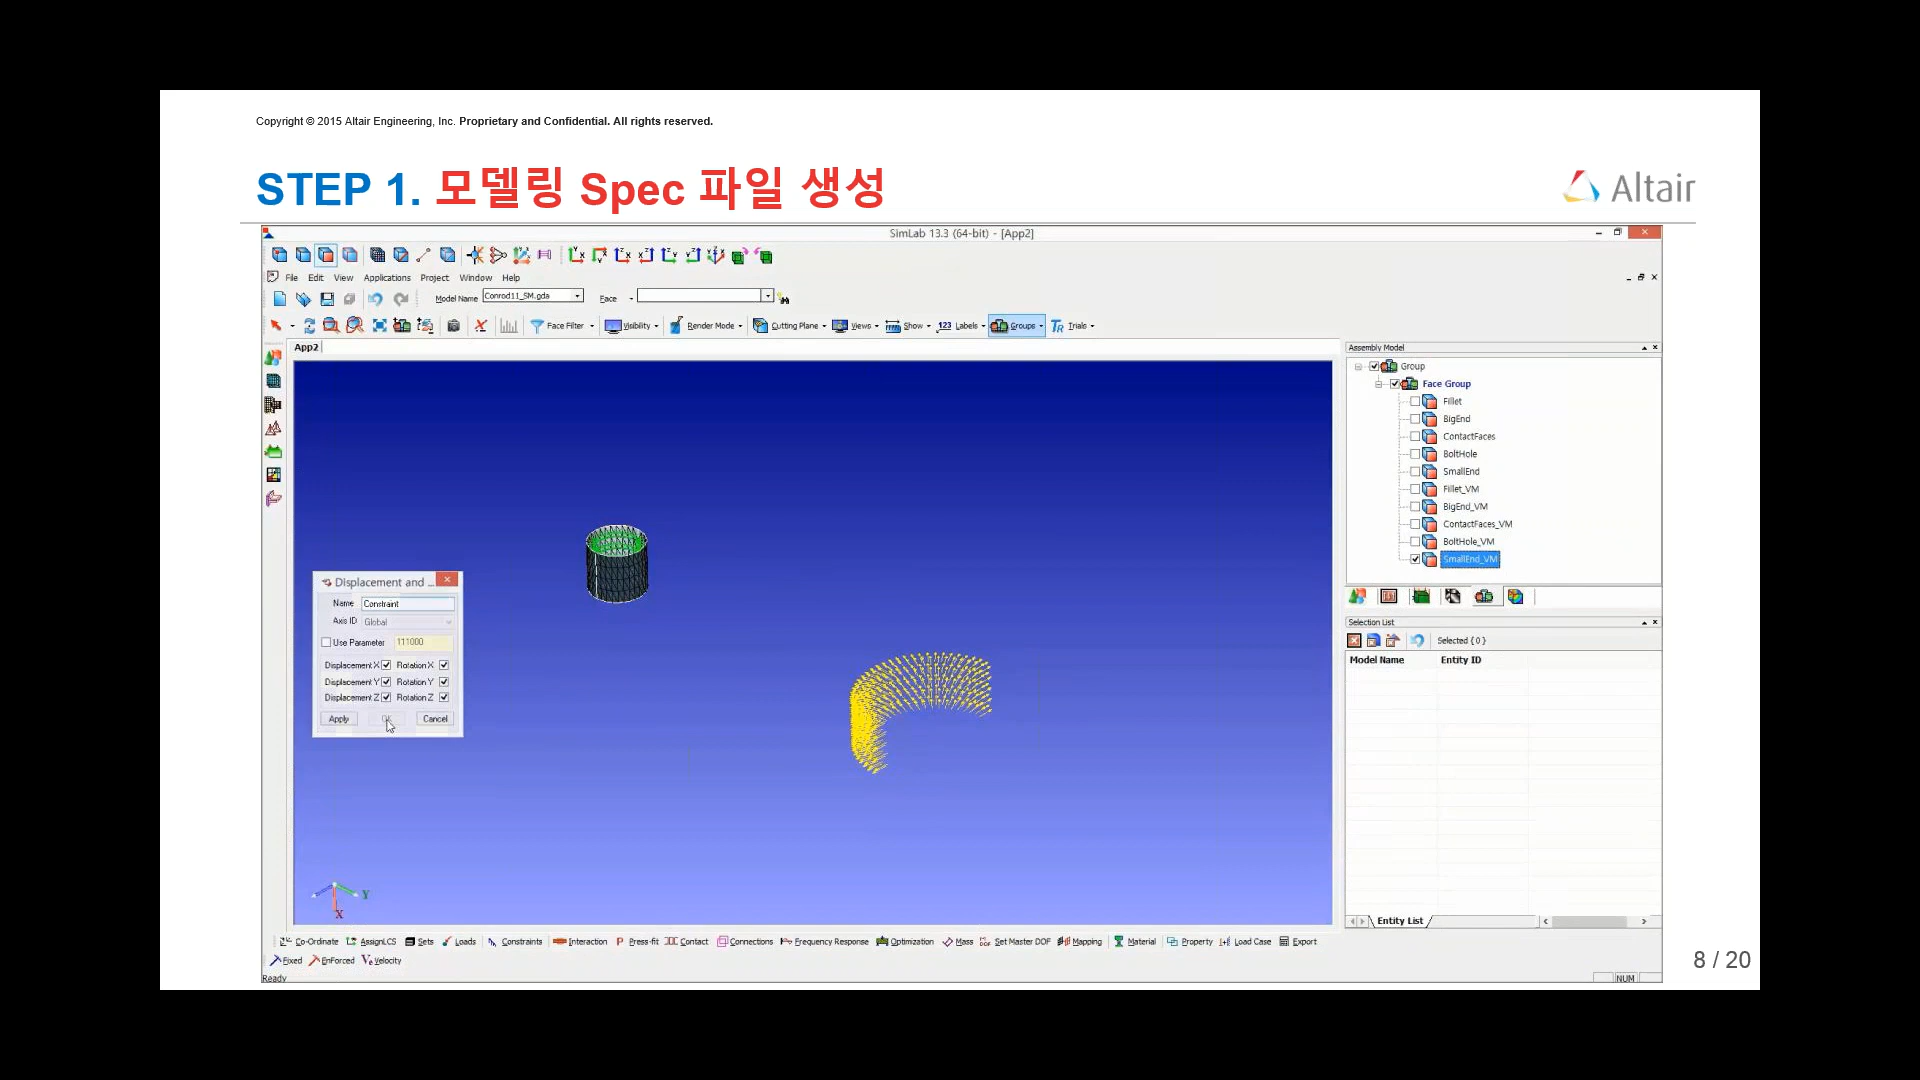 Copyright © 2015 Altair Engineering, Inc. Proprietary and Confidential. All rights reserved.
STEP 1. 모델링 Spec 파일 생성
Altair
SimLab 13.3 (64-bit) - [App2]
File Edit View Applications Project Window Help
Model Name Conrod11_SM.gda Face
Face Filter Visibility Render Mode Cutting Plane Views Show 123 Labels Groups TR Trials
App2
Assembly Model
Group
Face Group
Fillet
BigEnd
ContactFaces
BoltHole
SmallEnd
Fillet_VM
BigEnd_VM
ContactFaces_VM
BoltHole_VM
SmallEnd_VM
Displacement and ...
Name Constraint
Axis ID Global
Use Parameter 111000
Displacement X Rotation X
Displacement Y Rotation Y
Displacement Z Rotation Z
Apply OK Cancel
Selection List
Selected { 0 }
Model Name Entity ID
Y
X
Entity List
Co-Ordinate AssignLCS Sets Loads Constraints Interaction Press-fit Contact Connections Frequency Response Optimization Mass Set Master DOF Mapping Material Property Load Case Export
Fixed EnForced Velocity
Ready
NUM
8 / 20